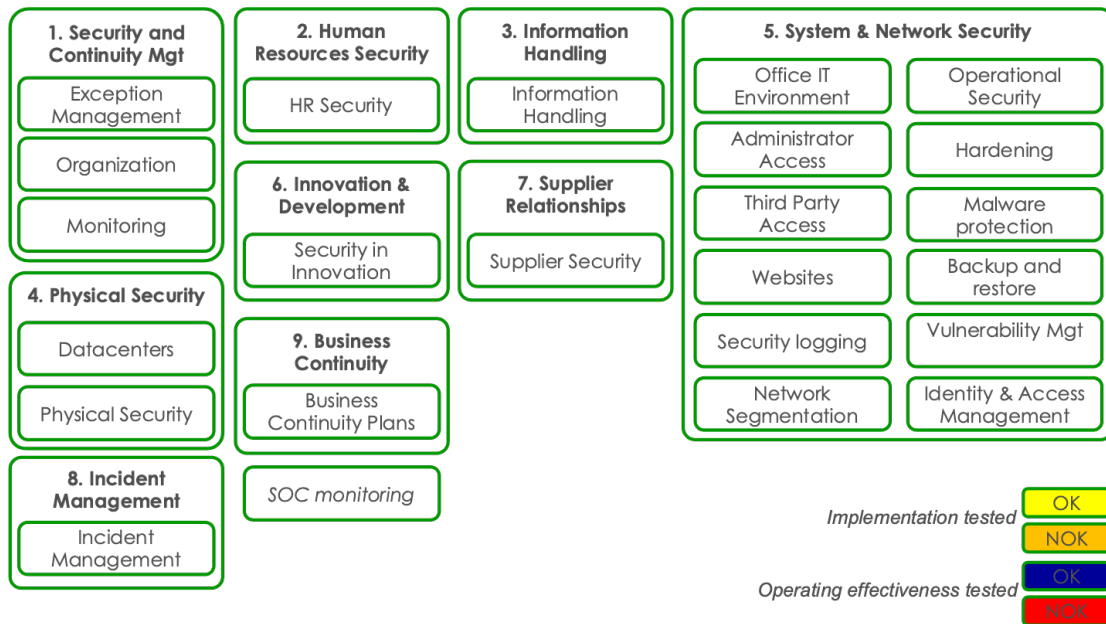 1. Security and
Continuity Mgt
Exception
Management
Organization
Monitoring
2. Human
Resources Security
HR Security
3. Information
Handling
Information
Handling
5. System & Network Security
Office IT
Environment
Operational
Security
Administrator
Access
Hardening
Third Party
Access
Malware
protection
Websites
Backup and
restore
Security logging
Vulnerability Mgt
Network
Segmentation
Identity & Access
Management
6. Innovation &
Development
Security in
Innovation
7. Supplier
Relationships
Supplier Security
4. Physical Security
Datacenters
Physical Security
9. Business
Continuity
Business
Continuity Plans
8. Incident
Management
Incident
Management
SOC monitoring
Implementation tested
OK
NOK
Operating effectiveness tested
OK
NOK